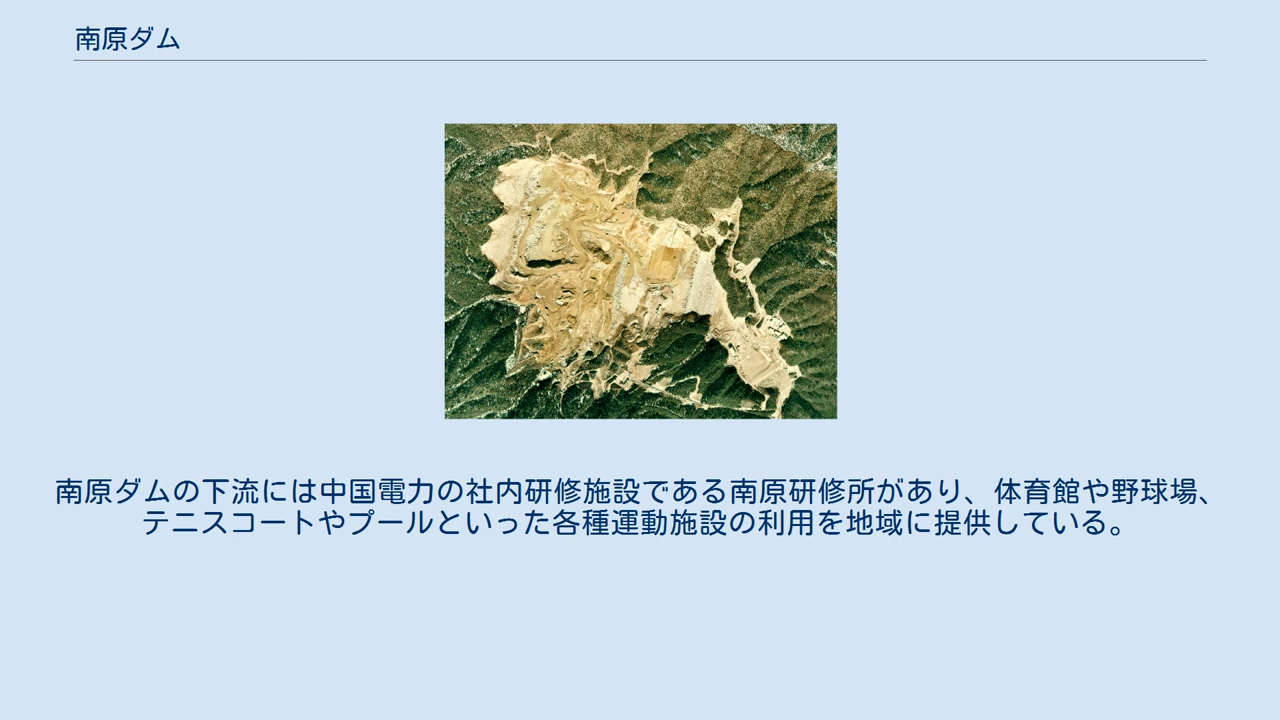 南原ダム
南原ダムの下流には中国電力の社内研修施設である南原研修所があり、体育館や野球場、
テニスコートやプールといった各種運動施設の利用を地域に提供している。